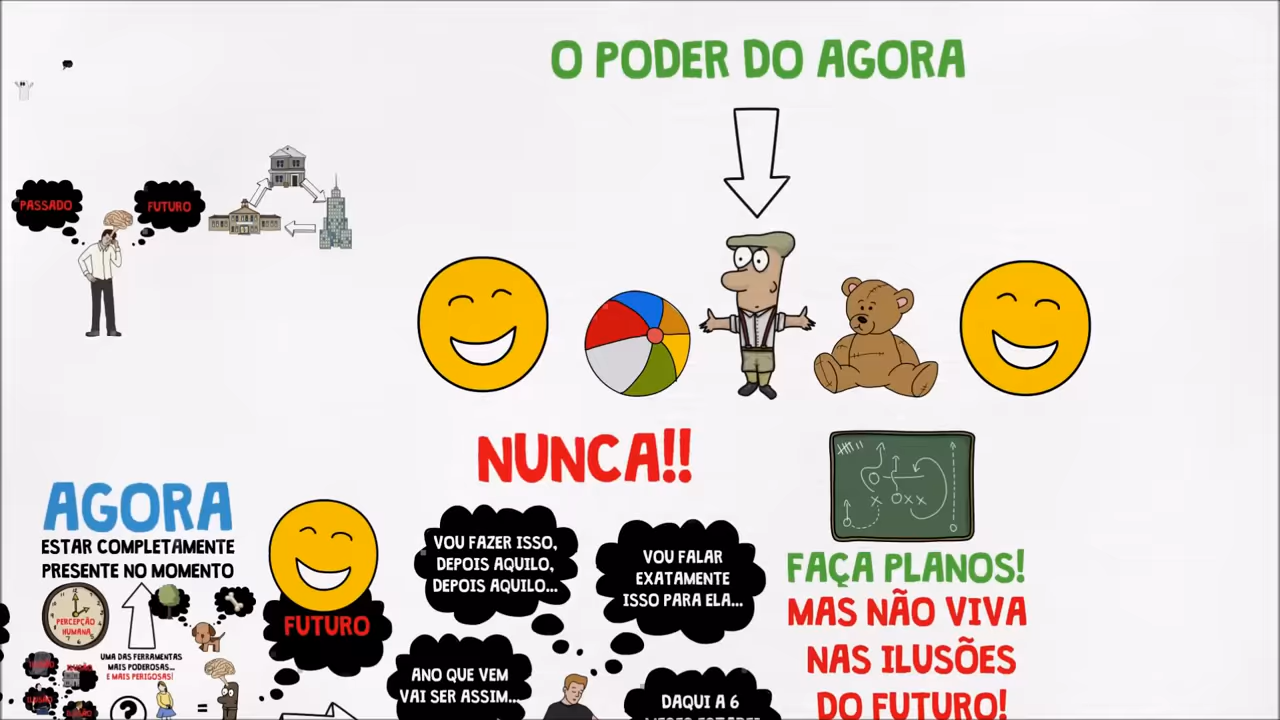 O PODER DO AGORA
PASSADO
FUTURO
NUNCA!!
AGORA
ESTAR COMPLETAMENTE
PRESENTE NO MOMENTO
PERCEPÇÃO
HUMANA
UMA DAS FERRAMENTAS
MAIS PODEROSAS...
E MAIS PERIGOSAS!
?
=
FUTURO
VOU FAZER ISSO,
DEPOIS AQUILO,
DEPOIS AQUILO...
VOU FALAR
EXATAMENTE
ISSO PARA ELA...
ANO QUE VEM
VAI SER ASSIM...
DAQUI A 6
FAÇA PLANOS!
MAS NÃO VIVA
NAS ILUSÕES
DO FUTURO!